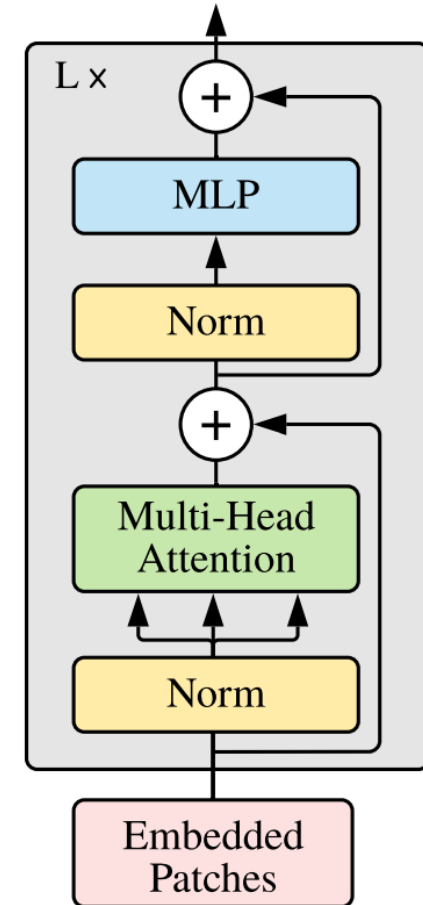 L x
+
MLP
Norm
+
Multi-Head
Attention
Norm
Embedded
Patches